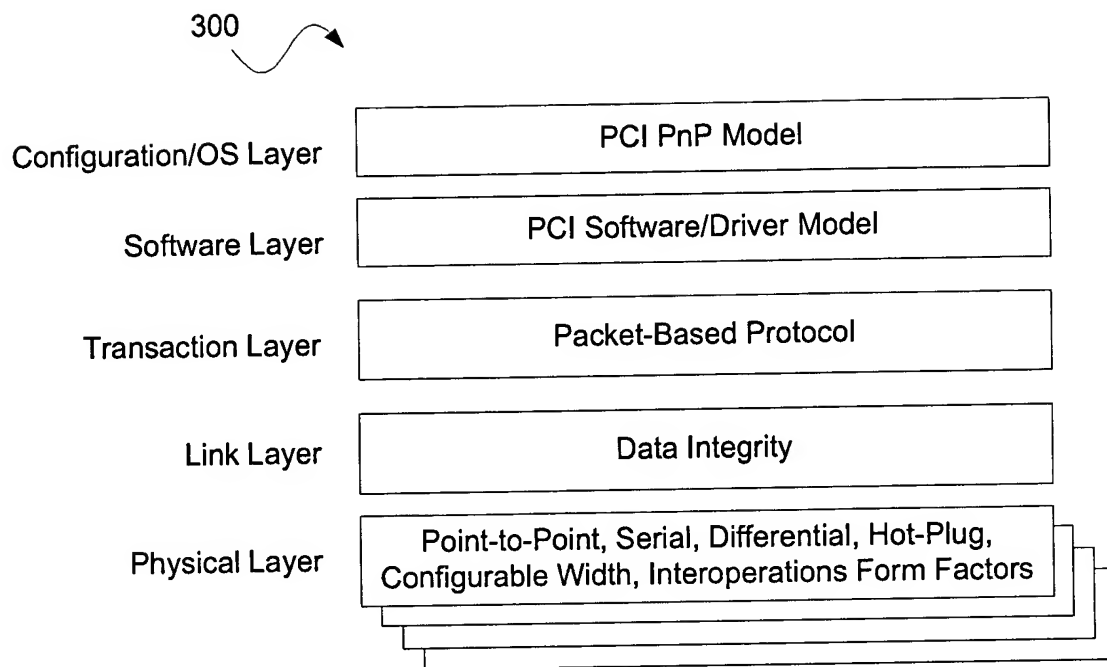 300
Configuration/OS Layer
PCI PnP Model
Software Layer
PCI Software/Driver Model
Transaction Layer
Packet-Based Protocol
Link Layer
Data Integrity
Physical Layer
Point-to-Point, Serial, Differential, Hot-Plug,
Configurable Width, Interoperations Form Factors